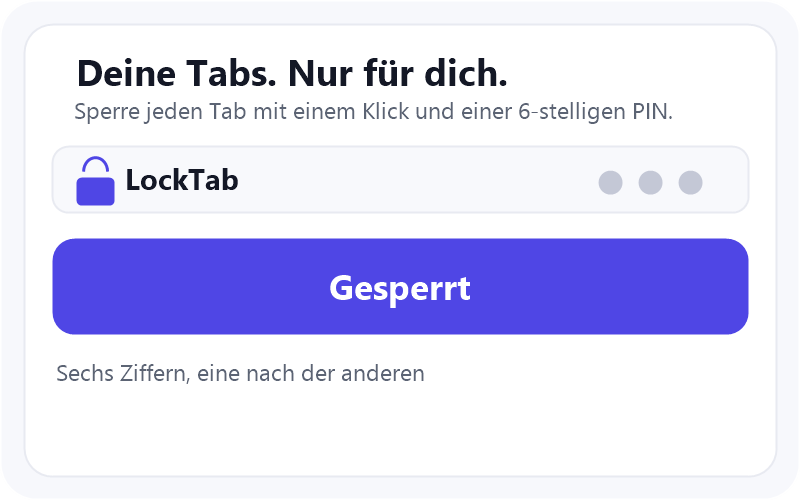 Deine Tabs. Nur für dich.
Sperre jeden Tab mit einem Klick und einer 6-stelligen PIN.
LockTab
Gesperrt
Sechs Ziffern, eine nach der anderen